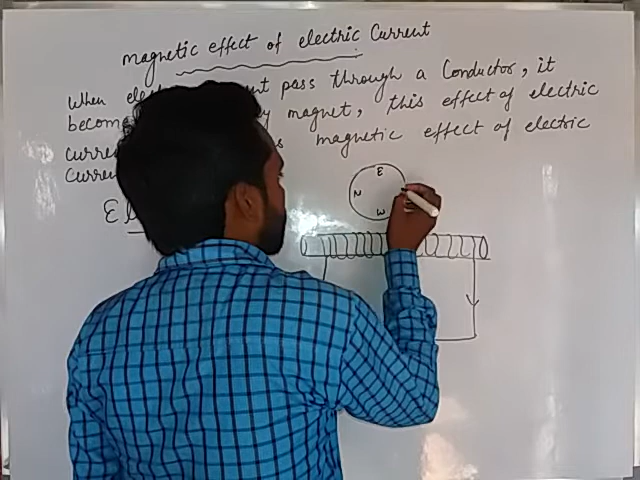 magnetic effect of electric Current
When elec nt pass through a Conductor, it
becom y magnet, this effect of electric
curre s magnetic effect of electric
Curren
El
E
N
W